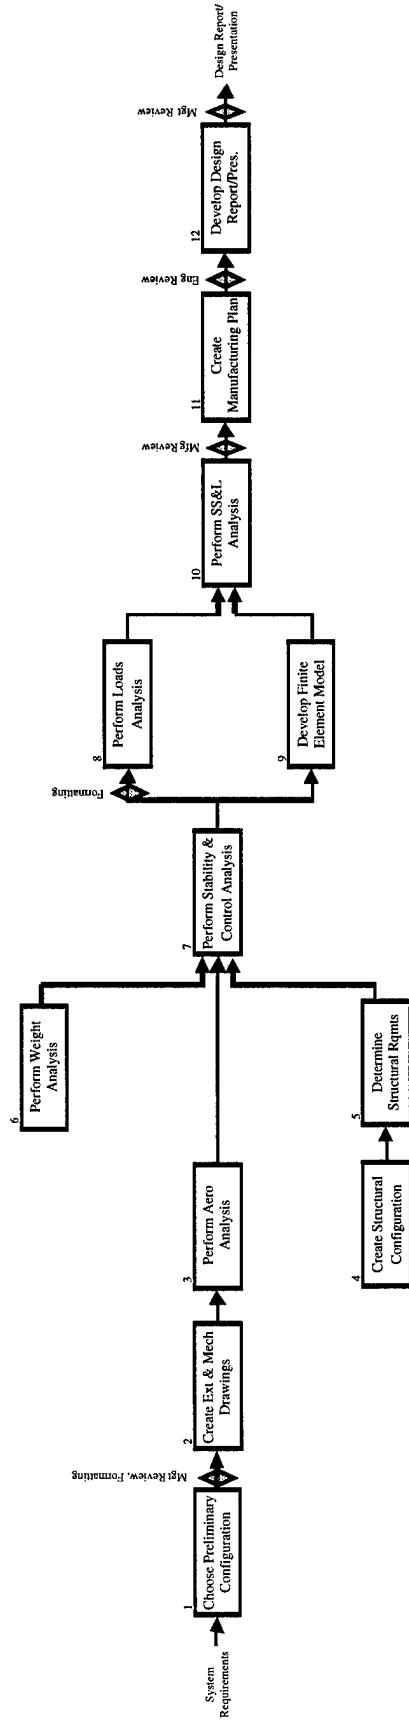 System
Requirements
1
Choose Preliminary
Configuration
Mgt Review, Formatting
2
Create Ext & Mech
Drawings
3
Perform Aero
Analysis
4
Create Structural
Configuration
5
Determine
Structural Rqmts
6
Perform Weight
Analysis
7
Perform Stability &
Control Analysis
Formatting
8
Perform Loads
Analysis
9
Develop Finite
Element Model
10
Perform SS&L
Analysis
Mfg Review
11
Create
Manufacturing Plan
Eng Review
12
Develop Design
Report/Pres.
Mgt Review
Design Report/
Presentation